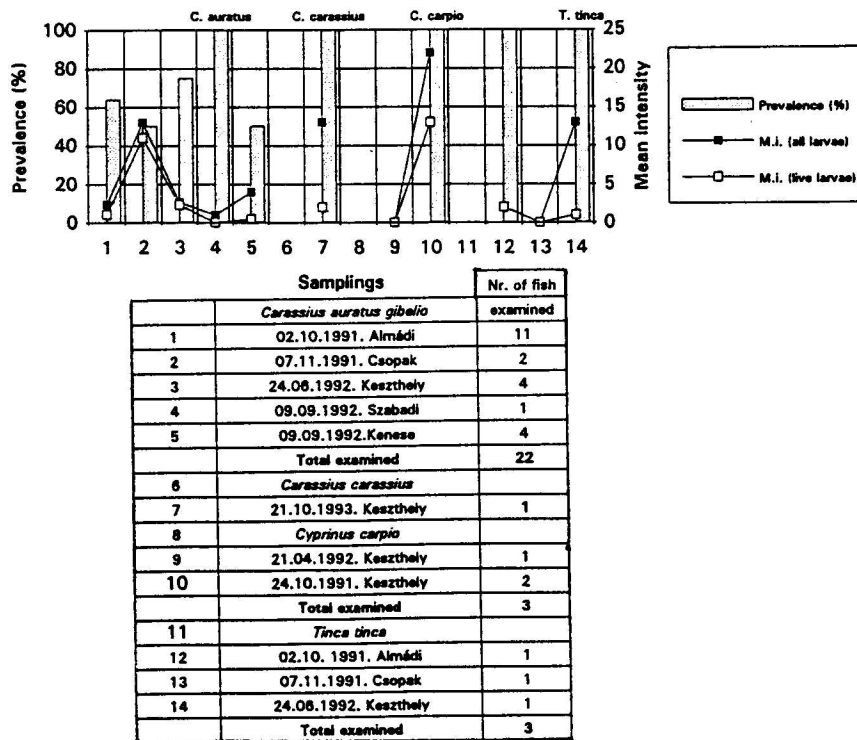 C. auratus C. carassius C. carpio T. tinca
100 25
80 20
60 15
40 10
20 5
0 0
Prevalence (%)
Mean intensity
1 2 3 4 5 6 7 8 9 10 11 12 13 14
Prevalence (%)
M.i. (all larvae)
M.i. (live larvae)
Samplings Nr. of fish
Carassius auratus gibelio examined
1 02.10.1991. Almádi 11
2 07.11.1991. Csopak 2
3 24.06.1992. Keszthely 4
4 09.09.1992. Szabadi 1
5 09.09.1992.Kenese 4
Total examined 22
6 Carassius carassius
7 21.10.1993. Keszthely 1
8 Cyprinus carpio
9 21.04.1992. Keszthely 1
10 24.10.1991. Keszthely 2
Total examined 3
11 Tinca tinca
12 02.10. 1991. Almádi 1
13 07.11.1991. Csopak 1
14 24.06.1992. Keszthely 1
Total examined 3